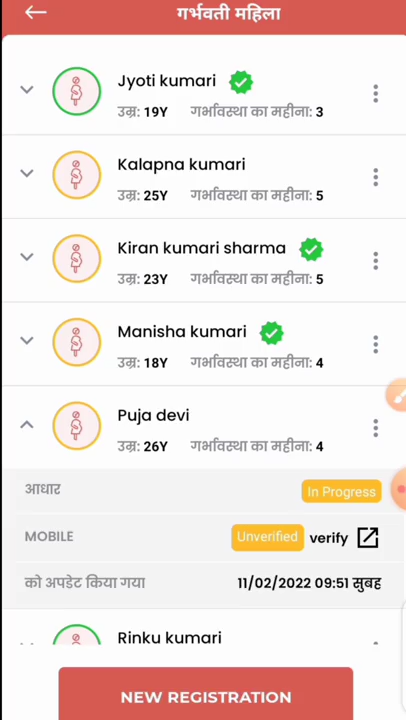 गर्भवती महिला
Jyoti kumari
उम्र: 19Y गर्भावस्था का महीना: 3
Kalapna kumari
उम्र: 25Y गर्भावस्था का महीना: 5
Kiran kumari sharma
उम्र: 23Y गर्भावस्था का महीना: 5
Manisha kumari
उम्र: 18Y गर्भावस्था का महीना: 4
Puja devi
उम्र: 26Y गर्भावस्था का महीना: 4
आधार In Progress
MOBILE Unverified verify
को अपडेट किया गया 11/02/2022 09:51 सुबह
Rinku kumari
NEW REGISTRATION